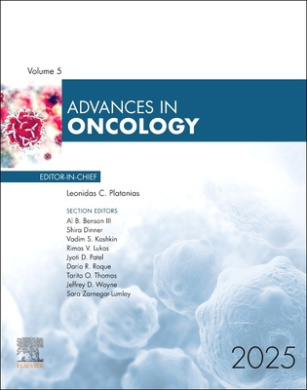 Volume 5
ADVANCES IN
ONCOLOGY
EDITOR-IN-CHIEF
Leonidas C. Platanias
SECTION EDITORS
Al B. Benson III
Shira Dinner
Vadim S. Koshkin
Rimas V. Lukas
Jyoti D. Patel
Dario R. Roque
Tarita O. Thomas
Jeffrey D. Wayne
Sara Zarnegar-Lumley
ELSEVIER
2025